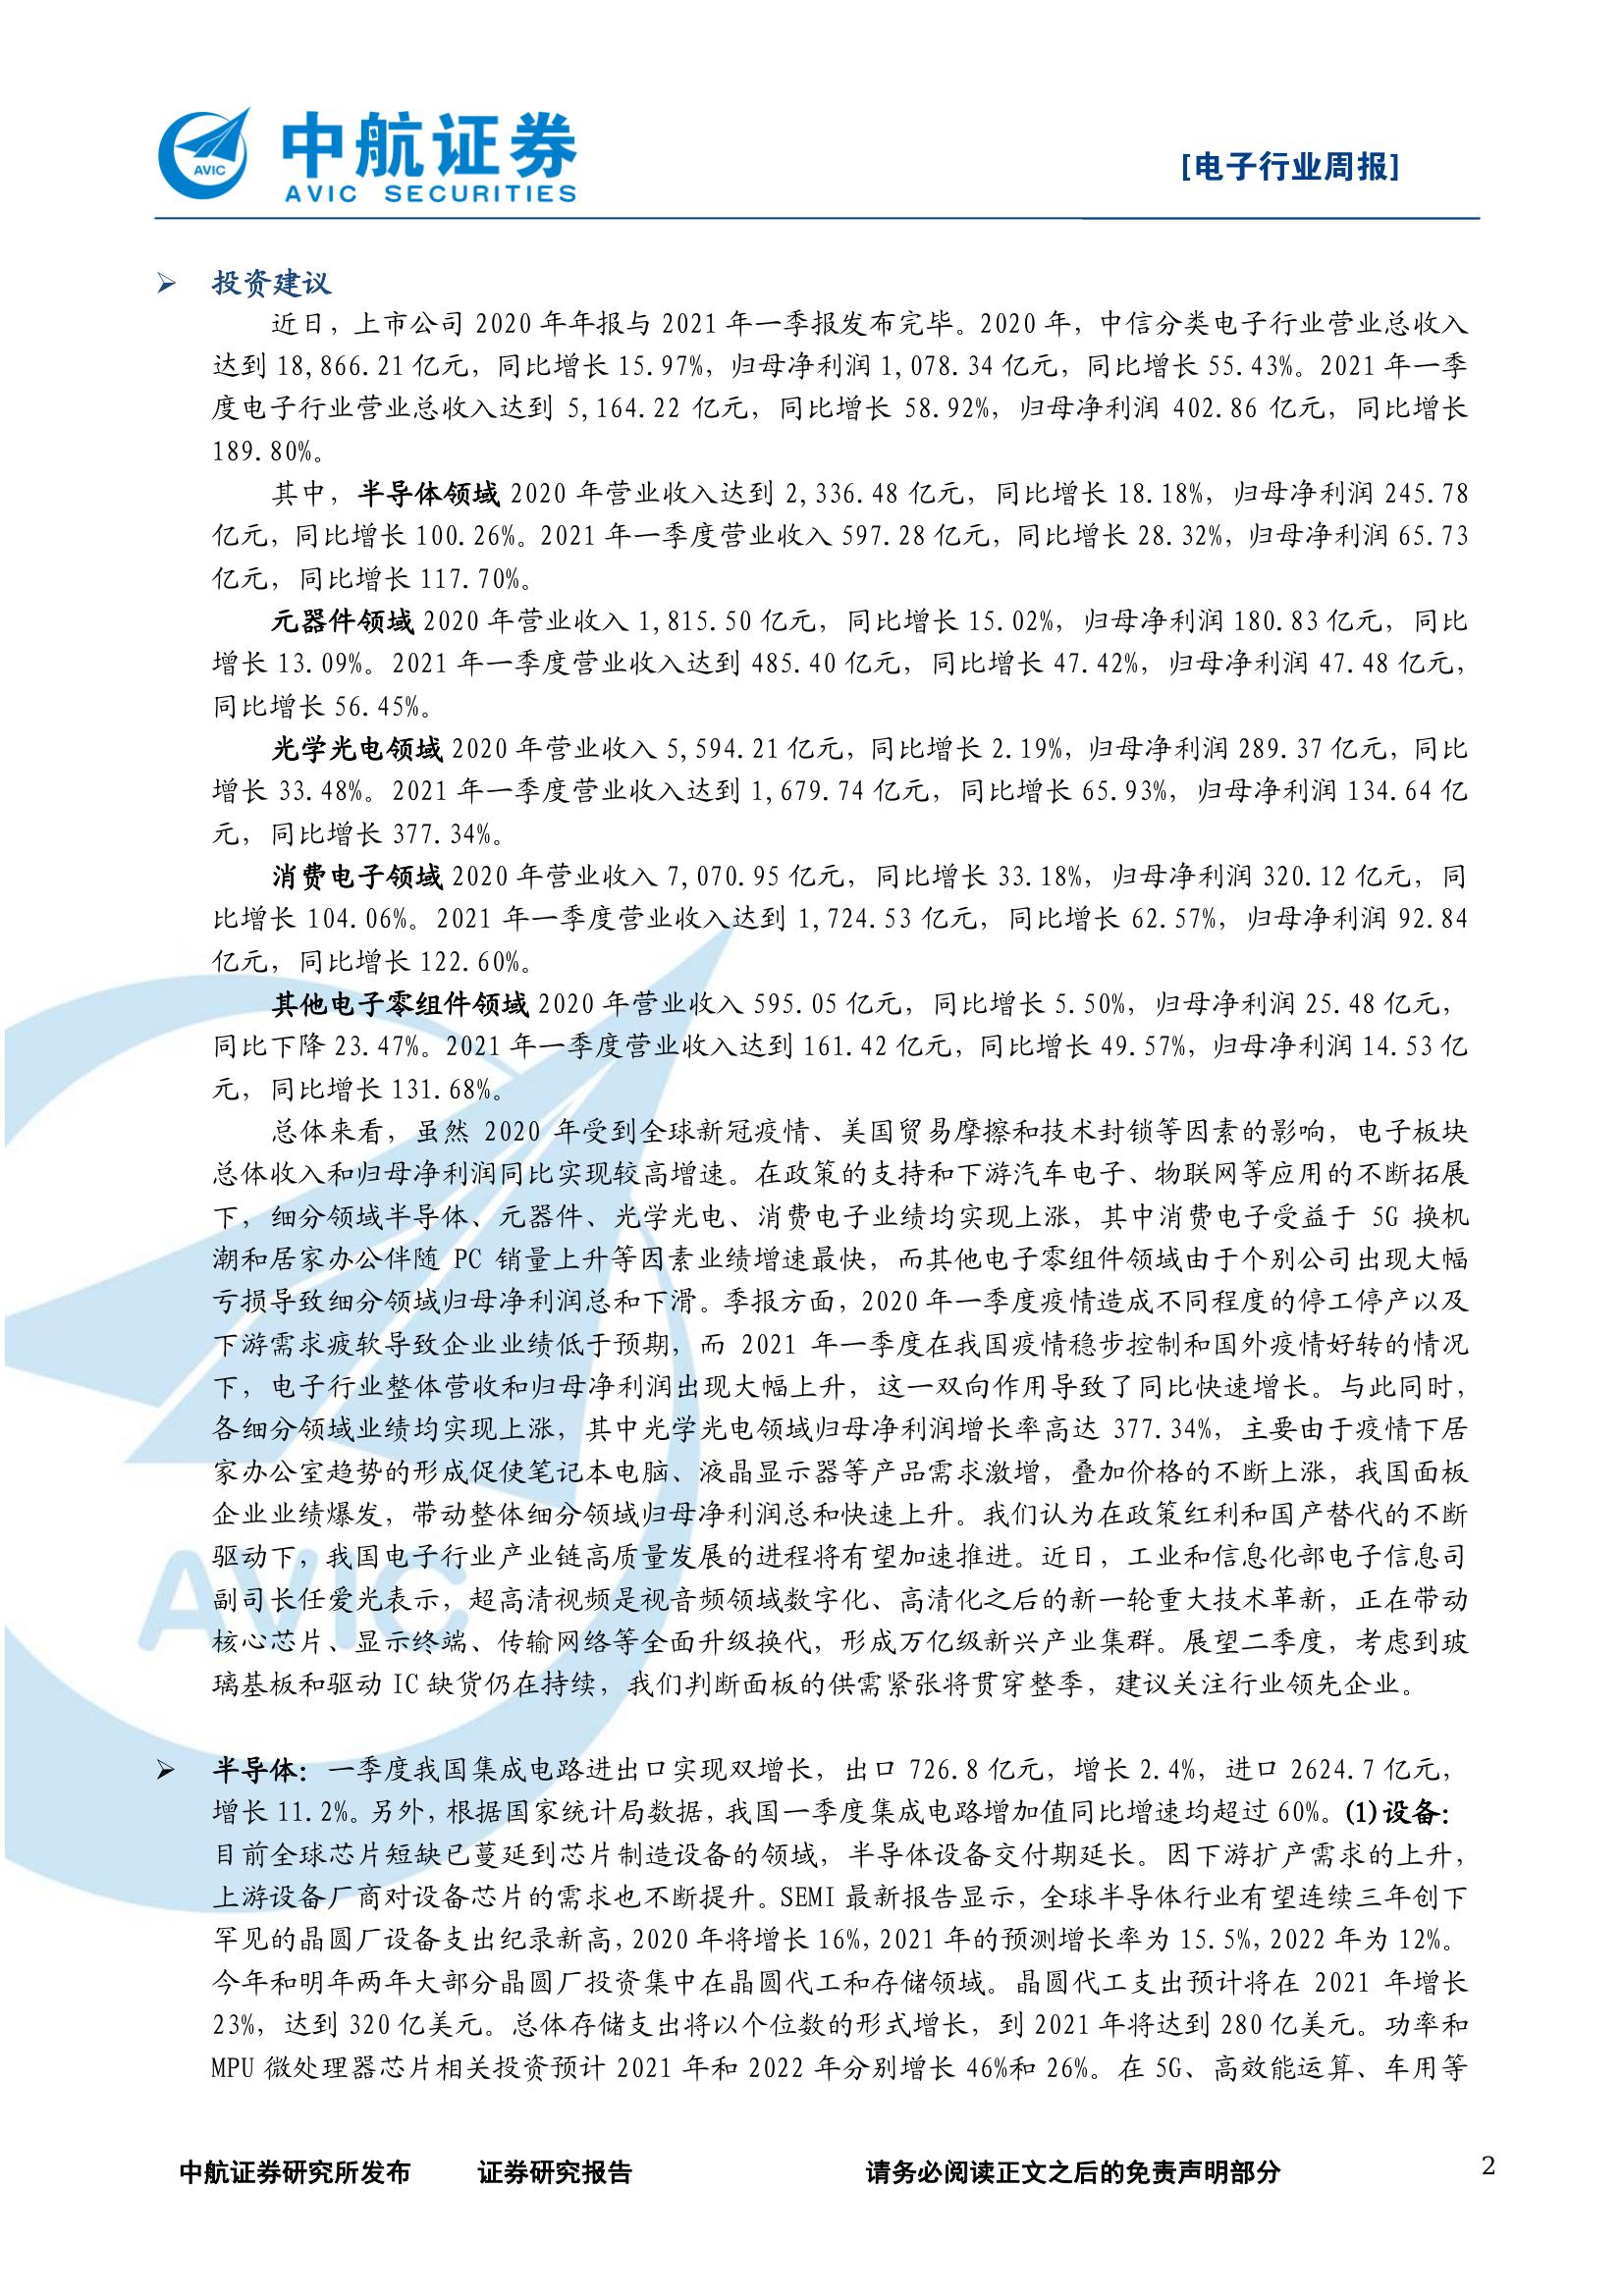 中航证券
AVIC SECURITIES
AVIC
[电子行业周报]
➢ 投资建议
近日，上市公司 2020 年年报与 2021 年一季报发布完毕。2020 年，中信分类电子行业营业总收入
达到 18,866.21 亿元，同比增长 15.97%，归母净利润 1,078.34 亿元，同比增长 55.43%。2021 年一季
度电子行业营业总收入达到 5,164.22 亿元，同比增长 58.92%，归母净利润 402.86 亿元，同比增长
189.80%。
其中，半导体领域 2020 年营业收入达到 2,336.48 亿元，同比增长 18.18%，归母净利润 245.78
亿元，同比增长 100.26%。2021 年一季度营业收入 597.28 亿元，同比增长 28.32%，归母净利润 65.73
亿元，同比增长 117.70%。
元器件领域 2020 年营业收入 1,815.50 亿元，同比增长 15.02%，归母净利润 180.83 亿元，同比
增长 13.09%。2021 年一季度营业收入达到 485.40 亿元，同比增长 47.42%，归母净利润 47.48 亿元，
同比增长 56.45%。
光学光电领域 2020 年营业收入 5,594.21 亿元，同比增长 2.19%，归母净利润 289.37 亿元，同比
增长 33.48%。2021 年一季度营业收入达到 1,679.74 亿元，同比增长 65.93%，归母净利润 134.64 亿
元，同比增长 377.34%。
消费电子领域 2020 年营业收入 7,070.95 亿元，同比增长 33.18%，归母净利润 320.12 亿元，同
比增长 104.06%。2021 年一季度营业收入达到 1,724.53 亿元，同比增长 62.57%，归母净利润 92.84
亿元，同比增长 122.60%。
其他电子零组件领域 2020 年营业收入 595.05 亿元，同比增长 5.50%，归母净利润 25.48 亿元，
同比下降 23.47%。2021 年一季度营业收入达到 161.42 亿元，同比增长 49.57%，归母净利润 14.53 亿
元，同比增长 131.68%。
总体来看，虽然 2020 年受到全球新冠疫情、美国贸易摩擦和技术封锁等因素的影响，电子板块
总体收入和归母净利润同比实现较高增速。在政策的支持和下游汽车电子、物联网等应用的不断拓展
下，细分领域半导体、元器件、光学光电、消费电子业绩均实现上涨，其中消费电子受益于 5G 换机
潮和居家办公伴随 PC 销量上升等因素业绩增速最快，而其他电子零组件领域由于个别公司出现大幅
亏损导致细分领域归母净利润总和下滑。季报方面，2020 年一季度疫情造成不同程度的停工停产以及
下游需求疲软导致企业业绩低于预期，而 2021 年一季度在我国疫情稳步控制和国外疫情好转的情况
下，电子行业整体营收和归母净利润出现大幅上升，这一双向作用导致了同比快速增长。与此同时，
各细分领域业绩均实现上涨，其中光学光电领域归母净利润增长率高达 377.34%，主要由于疫情下居
家办公室趋势的形成促使笔记本电脑、液晶显示器等产品需求激增，叠加价格的不断上涨，我国面板
企业业绩爆发，带动整体细分领域归母净利润总和快速上升。我们认为在政策红利和国产替代的不断
驱动下，我国电子行业产业链高质量发展的进程将有望加速推进。近日，工业和信息化部电子信息司
副司长任爱光表示，超高清视频是视音频领域数字化、高清化之后的新一轮重大技术革新，正在带动
核心芯片、显示终端、传输网络等全面升级换代，形成万亿级新兴产业集群。展望二季度，考虑到玻
璃基板和驱动 IC 缺货仍在持续，我们判断面板的供需紧张将贯穿整季，建议关注行业领先企业。
➢ 半导体：一季度我国集成电路进出口实现双增长，出口 726.8 亿元，增长 2.4%，进口 2624.7 亿元，
增长 11.2%。另外，根据国家统计局数据，我国一季度集成电路增加值同比增速均超过 60%。(1)设备：
目前全球芯片短缺已蔓延到芯片制造设备的领域，半导体设备交付期延长。因下游扩产需求的上升，
上游设备厂商对设备芯片的需求也不断提升。SEMI 最新报告显示，全球半导体行业有望连续三年创下
罕见的晶圆厂设备支出纪录新高，2020 年将增长 16%，2021 年的预测增长率为 15.5%，2022 年为 12%。
今年和明年两年大部分晶圆厂投资集中在晶圆代工和存储领域。晶圆代工支出预计将在 2021 年增长
23%，达到 320 亿美元。总体存储支出将以个位数的形式增长，到 2021 年将达到 280 亿美元。功率和
MPU 微处理器芯片相关投资预计 2021 年和 2022 年分别增长 46%和 26%。在 5G、高效能运算、车用等
AVIC
中航证券研究所发布 证券研究报告 请务必阅读正文之后的免责声明部分 2